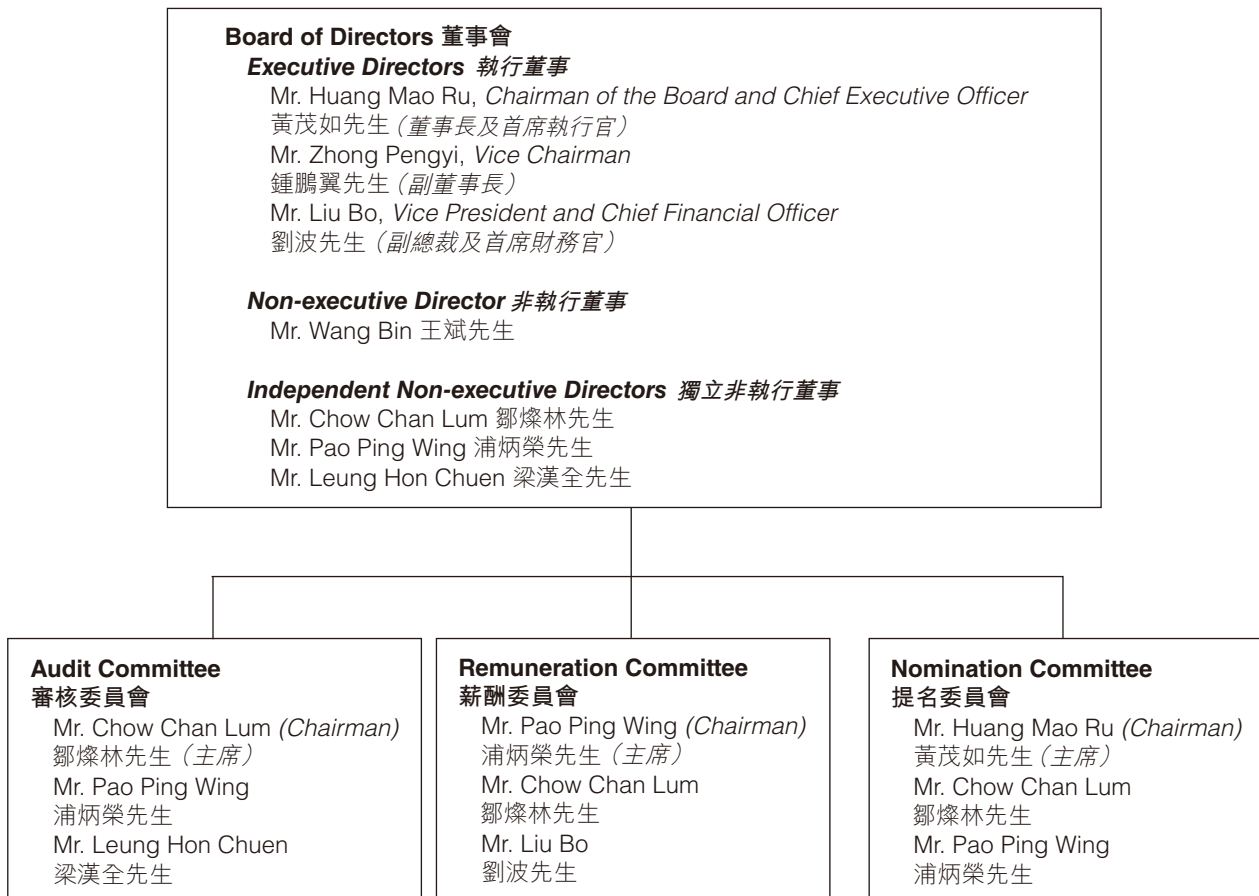 Board of Directors 董事會
Executive Directors 執行董事
Mr. Huang Mao Ru, Chairman of the Board and Chief Executive Officer
黃茂如先生（董事長及首席執行官）
Mr. Zhong Pengyi, Vice Chairman
鍾鵬翼先生（副董事長）
Mr. Liu Bo, Vice President and Chief Financial Officer
劉波先生（副總裁及首席財務官）
Non-executive Director 非執行董事
Mr. Wang Bin 王斌先生
Independent Non-executive Directors 獨立非執行董事
Mr. Chow Chan Lum 鄒燦林先生
Mr. Pao Ping Wing 浦炳榮先生
Mr. Leung Hon Chuen 梁漢全先生
Audit Committee
審核委員會
Mr. Chow Chan Lum (Chairman)
鄒燦林先生（主席）
Mr. Pao Ping Wing
浦炳榮先生
Mr. Leung Hon Chuen
梁漢全先生
Remuneration Committee
薪酬委員會
Mr. Pao Ping Wing (Chairman)
浦炳榮先生（主席）
Mr. Chow Chan Lum
鄒燦林先生
Mr. Liu Bo
劉波先生
Nomination Committee
提名委員會
Mr. Huang Mao Ru (Chairman)
黃茂如先生（主席）
Mr. Chow Chan Lum
鄒燦林先生
Mr. Pao Ping Wing
浦炳榮先生